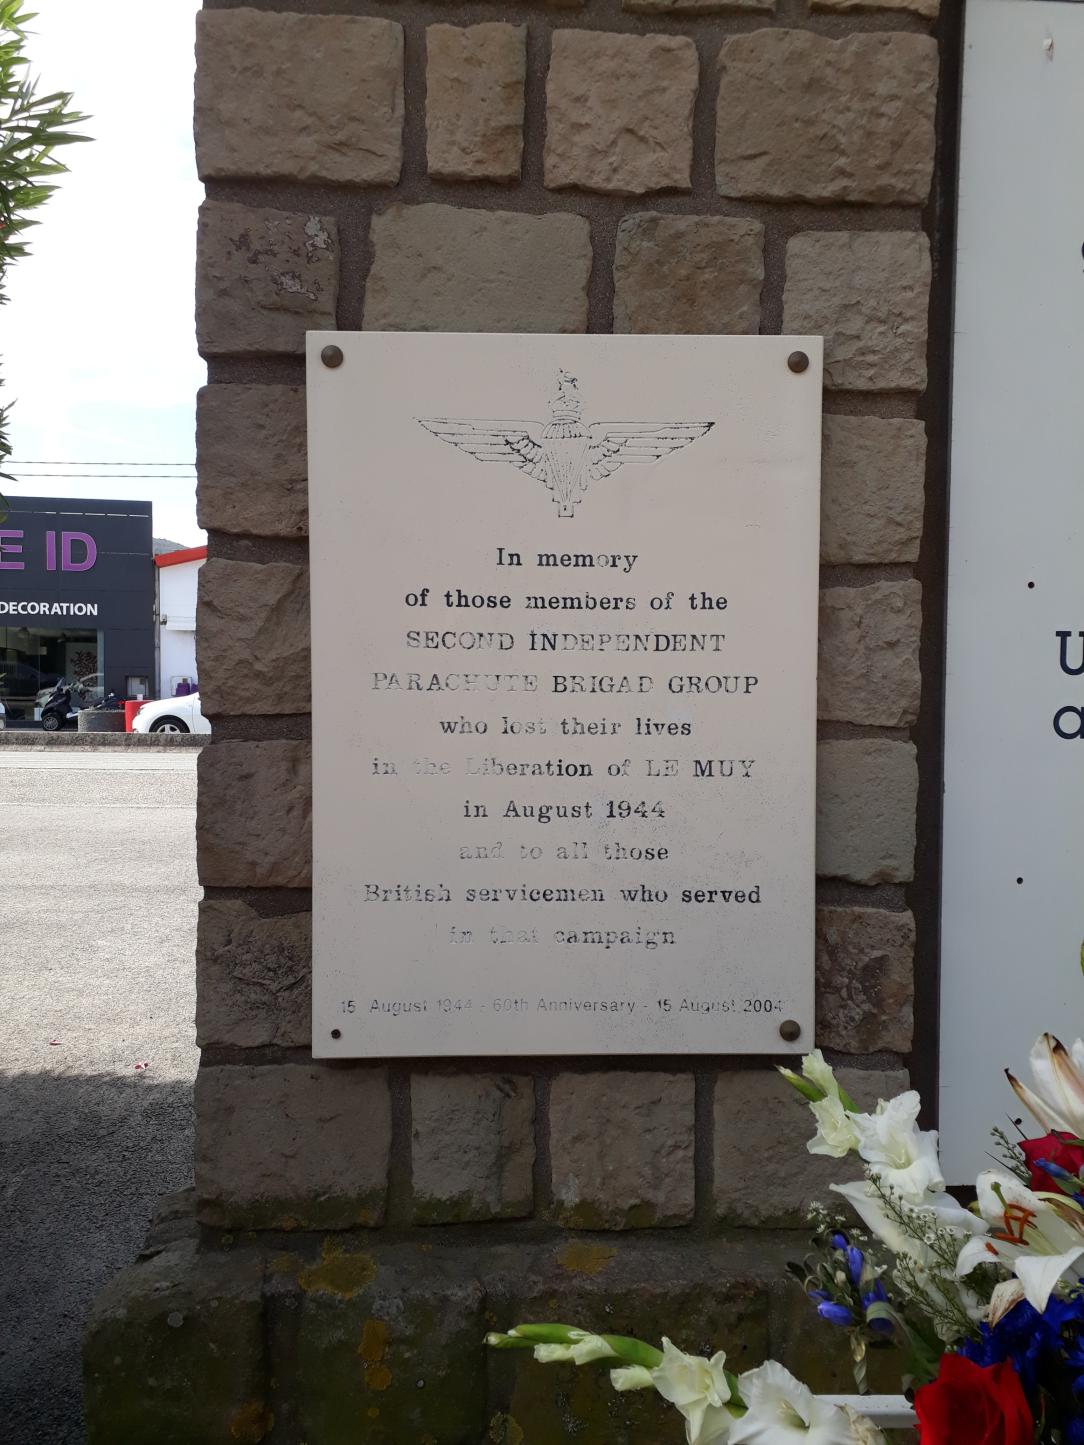 In memory
of those members of the
SECOND INDEPENDENT
PARACHUTE BRIGAD GROUP
who lost their lives
in the Liberation of LE MUY
in August 1944
and to all those
British servicemen who served
in that campaign
15 August 1944 - 60th Anniversary - 15 August 2004
E ID
DECORATION
U
a